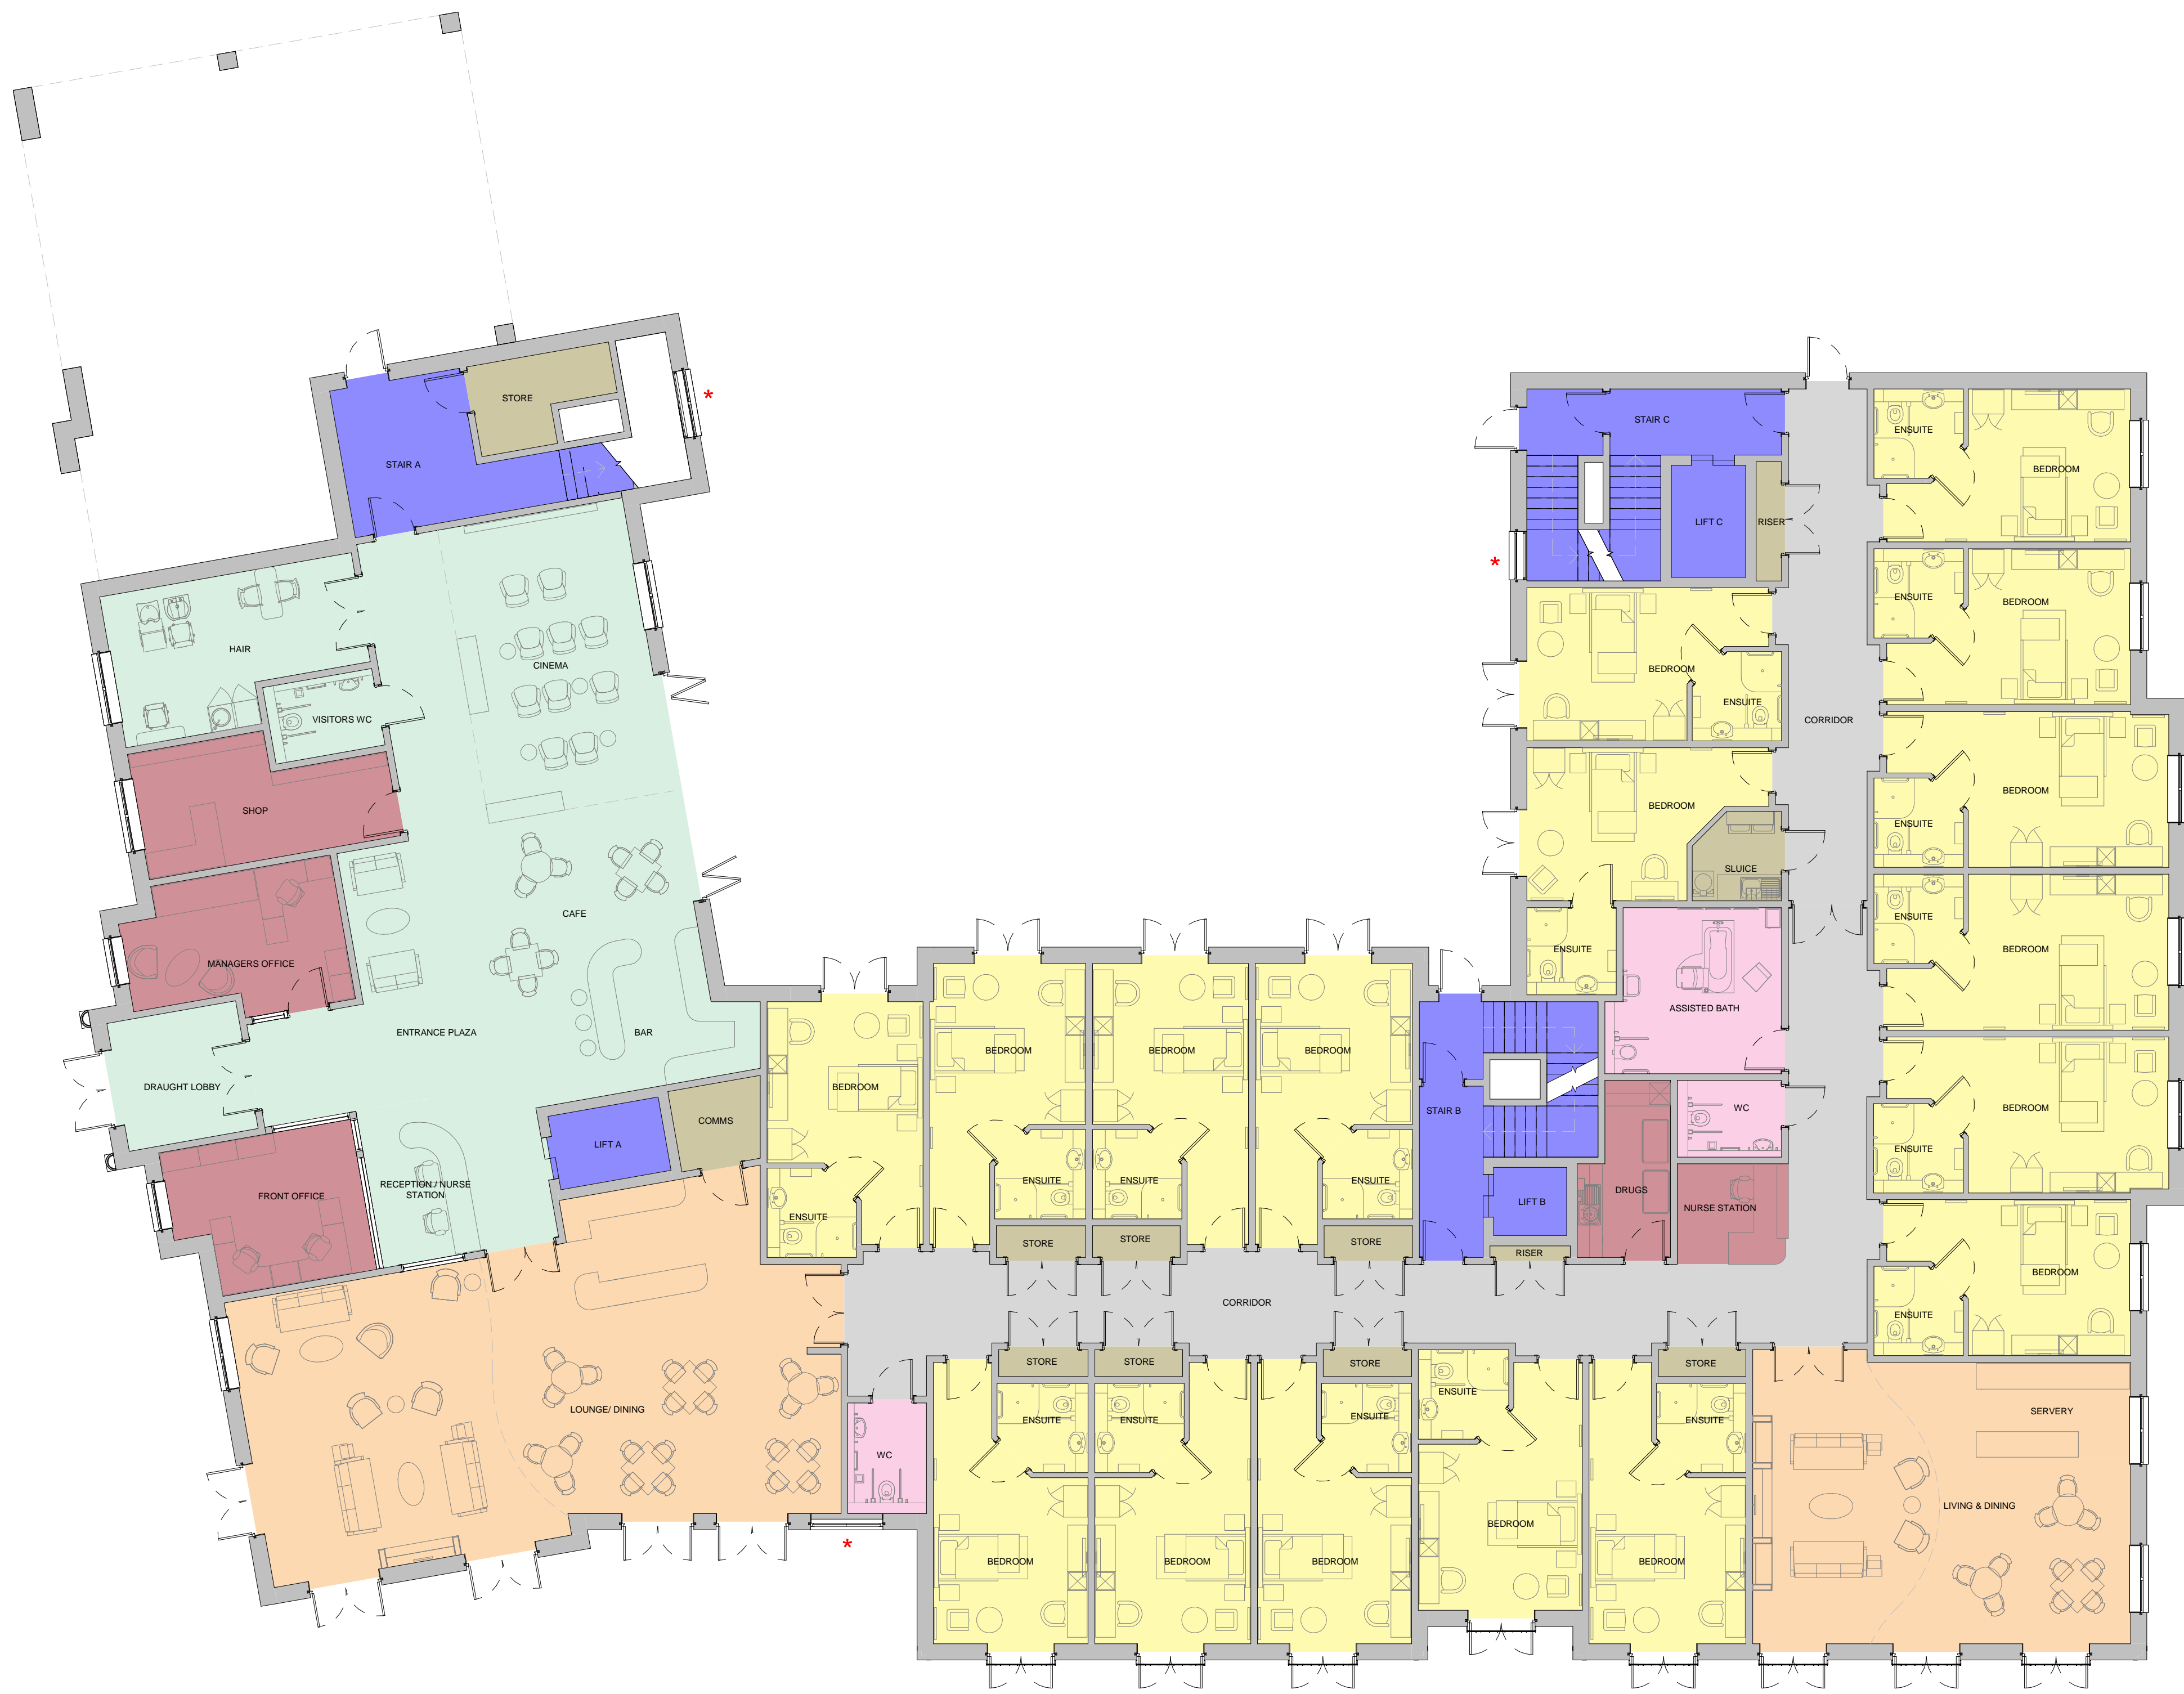 STORE
*
STAIR A
STAIR C
ENSUITE
BEDROOM
LIFT C
RISER
*
ENSUITE
BEDROOM
HAIR
CINEMA
BEDROOM
ENSUITE
VISITORS WC
CORRIDOR
SHOP
BEDROOM
BEDROOM
ENSUITE
SLUICE
CAFE
ENSUITE
MANAGERS OFFICE
ENSUITE
BEDROOM
ENTRANCE PLAZA
BAR
ASSISTED BATH
BEDROOM
BEDROOM
BEDROOM
DRAUGHT LOBBY
BEDROOM
COMMS
STAIR B
WC
BEDROOM
LIFT A
ENSUITE
RECEPTION / NURSE
STATION
FRONT OFFICE
ENSUITE
ENSUITE
ENSUITE
DRUGS
LIFT B
NURSE STATION
ENSUITE
STORE
STORE
STORE
RISER
BEDROOM
CORRIDOR
ENSUITE
STORE
STORE
STORE
STORE
LOUNGE/ DINING
ENSUITE
ENSUITE
ENSUITE
ENSUITE
ENSUITE
SERVERY
WC
LIVING & DINING
BEDROOM
*
BEDROOM
BEDROOM
BEDROOM
BEDROOM